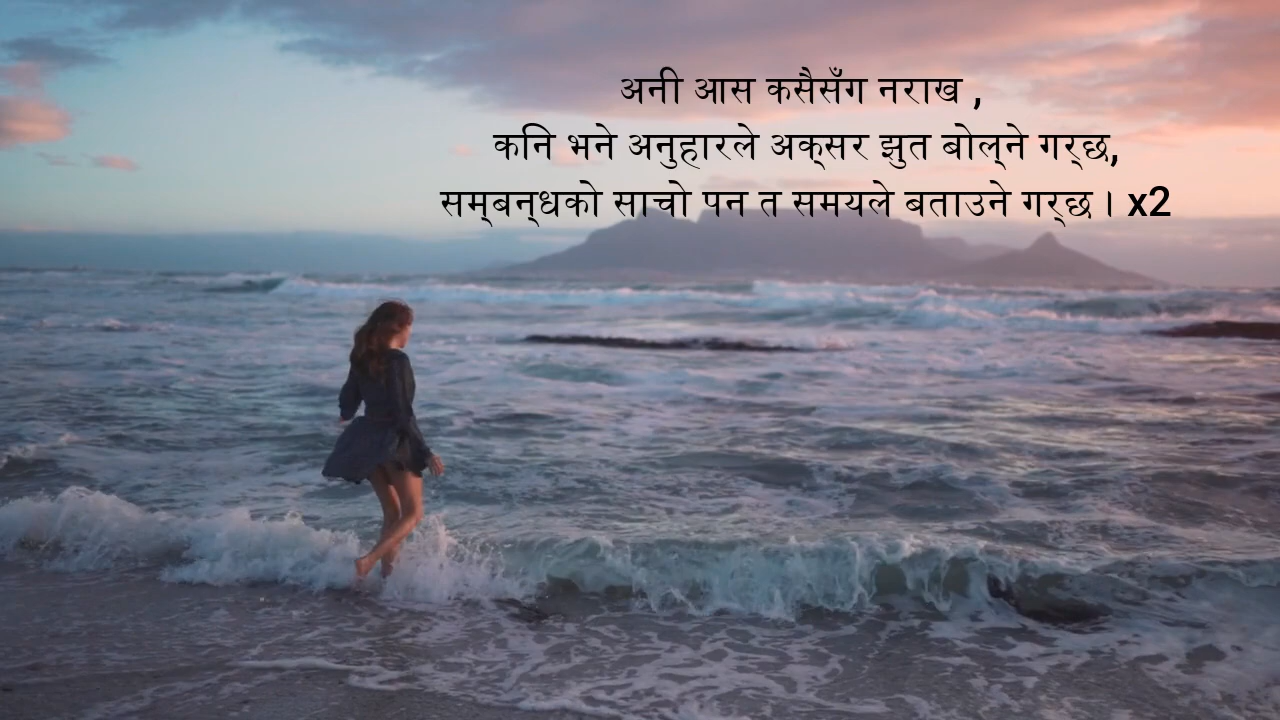 अनी आस कसैसँग नराख ,
कनि भने अनुहारले अक्सर झुत बोल्ने गर्छ,
सम्बन्धको साचो पन त समयले बताउने गर्छ । x2